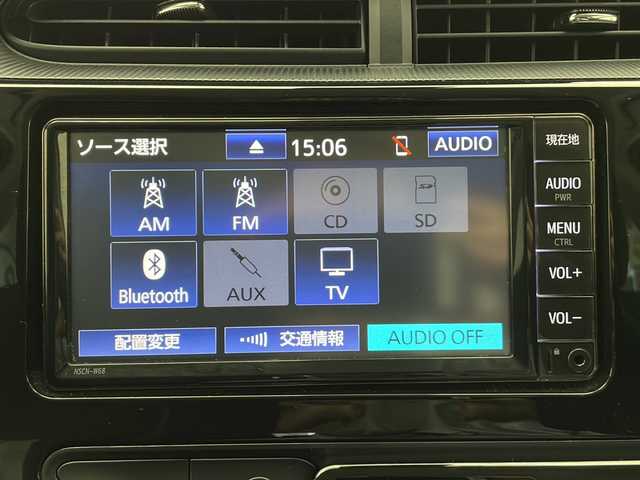 ソース選択 15:06 AUDIO
AM FM CD SD
Bluetooth AUX TV
配置変更 交通情報 AUDIO OFF
NSCN-W68
現在地
AUDIO
PWR
MENU
CTRL
VOL+
VOL-